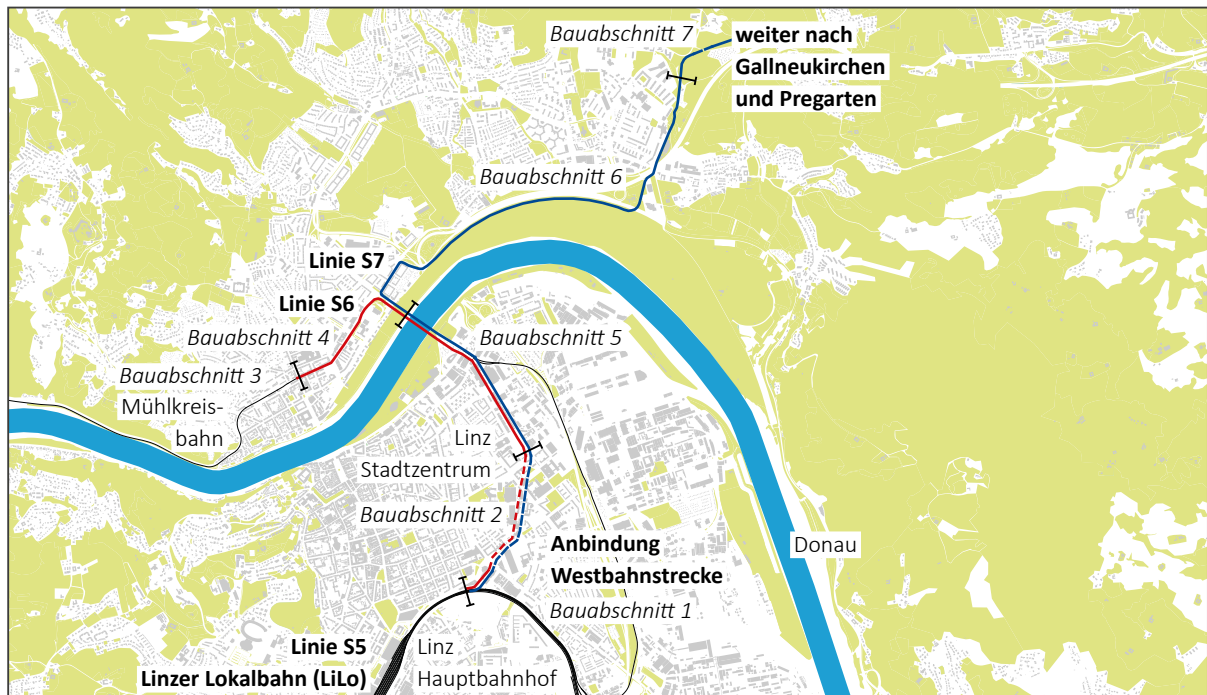 Bauabschnitt 7
weiter nach
Gallneukirchen
und Pregarten
Bauabschnitt 6
Linie S7
Linie S6
Bauabschnitt 4
Bauabschnitt 5
Bauabschnitt 3
Mühlkreis-
bahn
Linz
Stadtzentrum
Bauabschnitt 2
Anbindung
Westbahnstrecke
Bauabschnitt 1
Donau
Linie S5
Linzer Lokalbahn (LiLo)
Linz
Hauptbahnhof